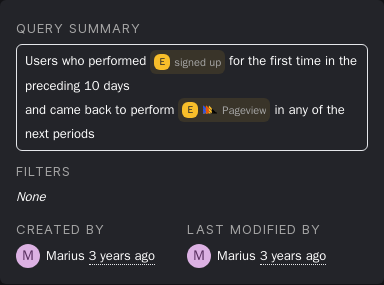 QUERY SUMMARY
Users who performed E signed up for the first time in the
preceding 10 days
and came back to perform E Pageview in any of the
next periods
FILTERS
None
CREATED BY
LAST MODIFIED BY
M Marius 3 years ago
M Marius 3 years ago